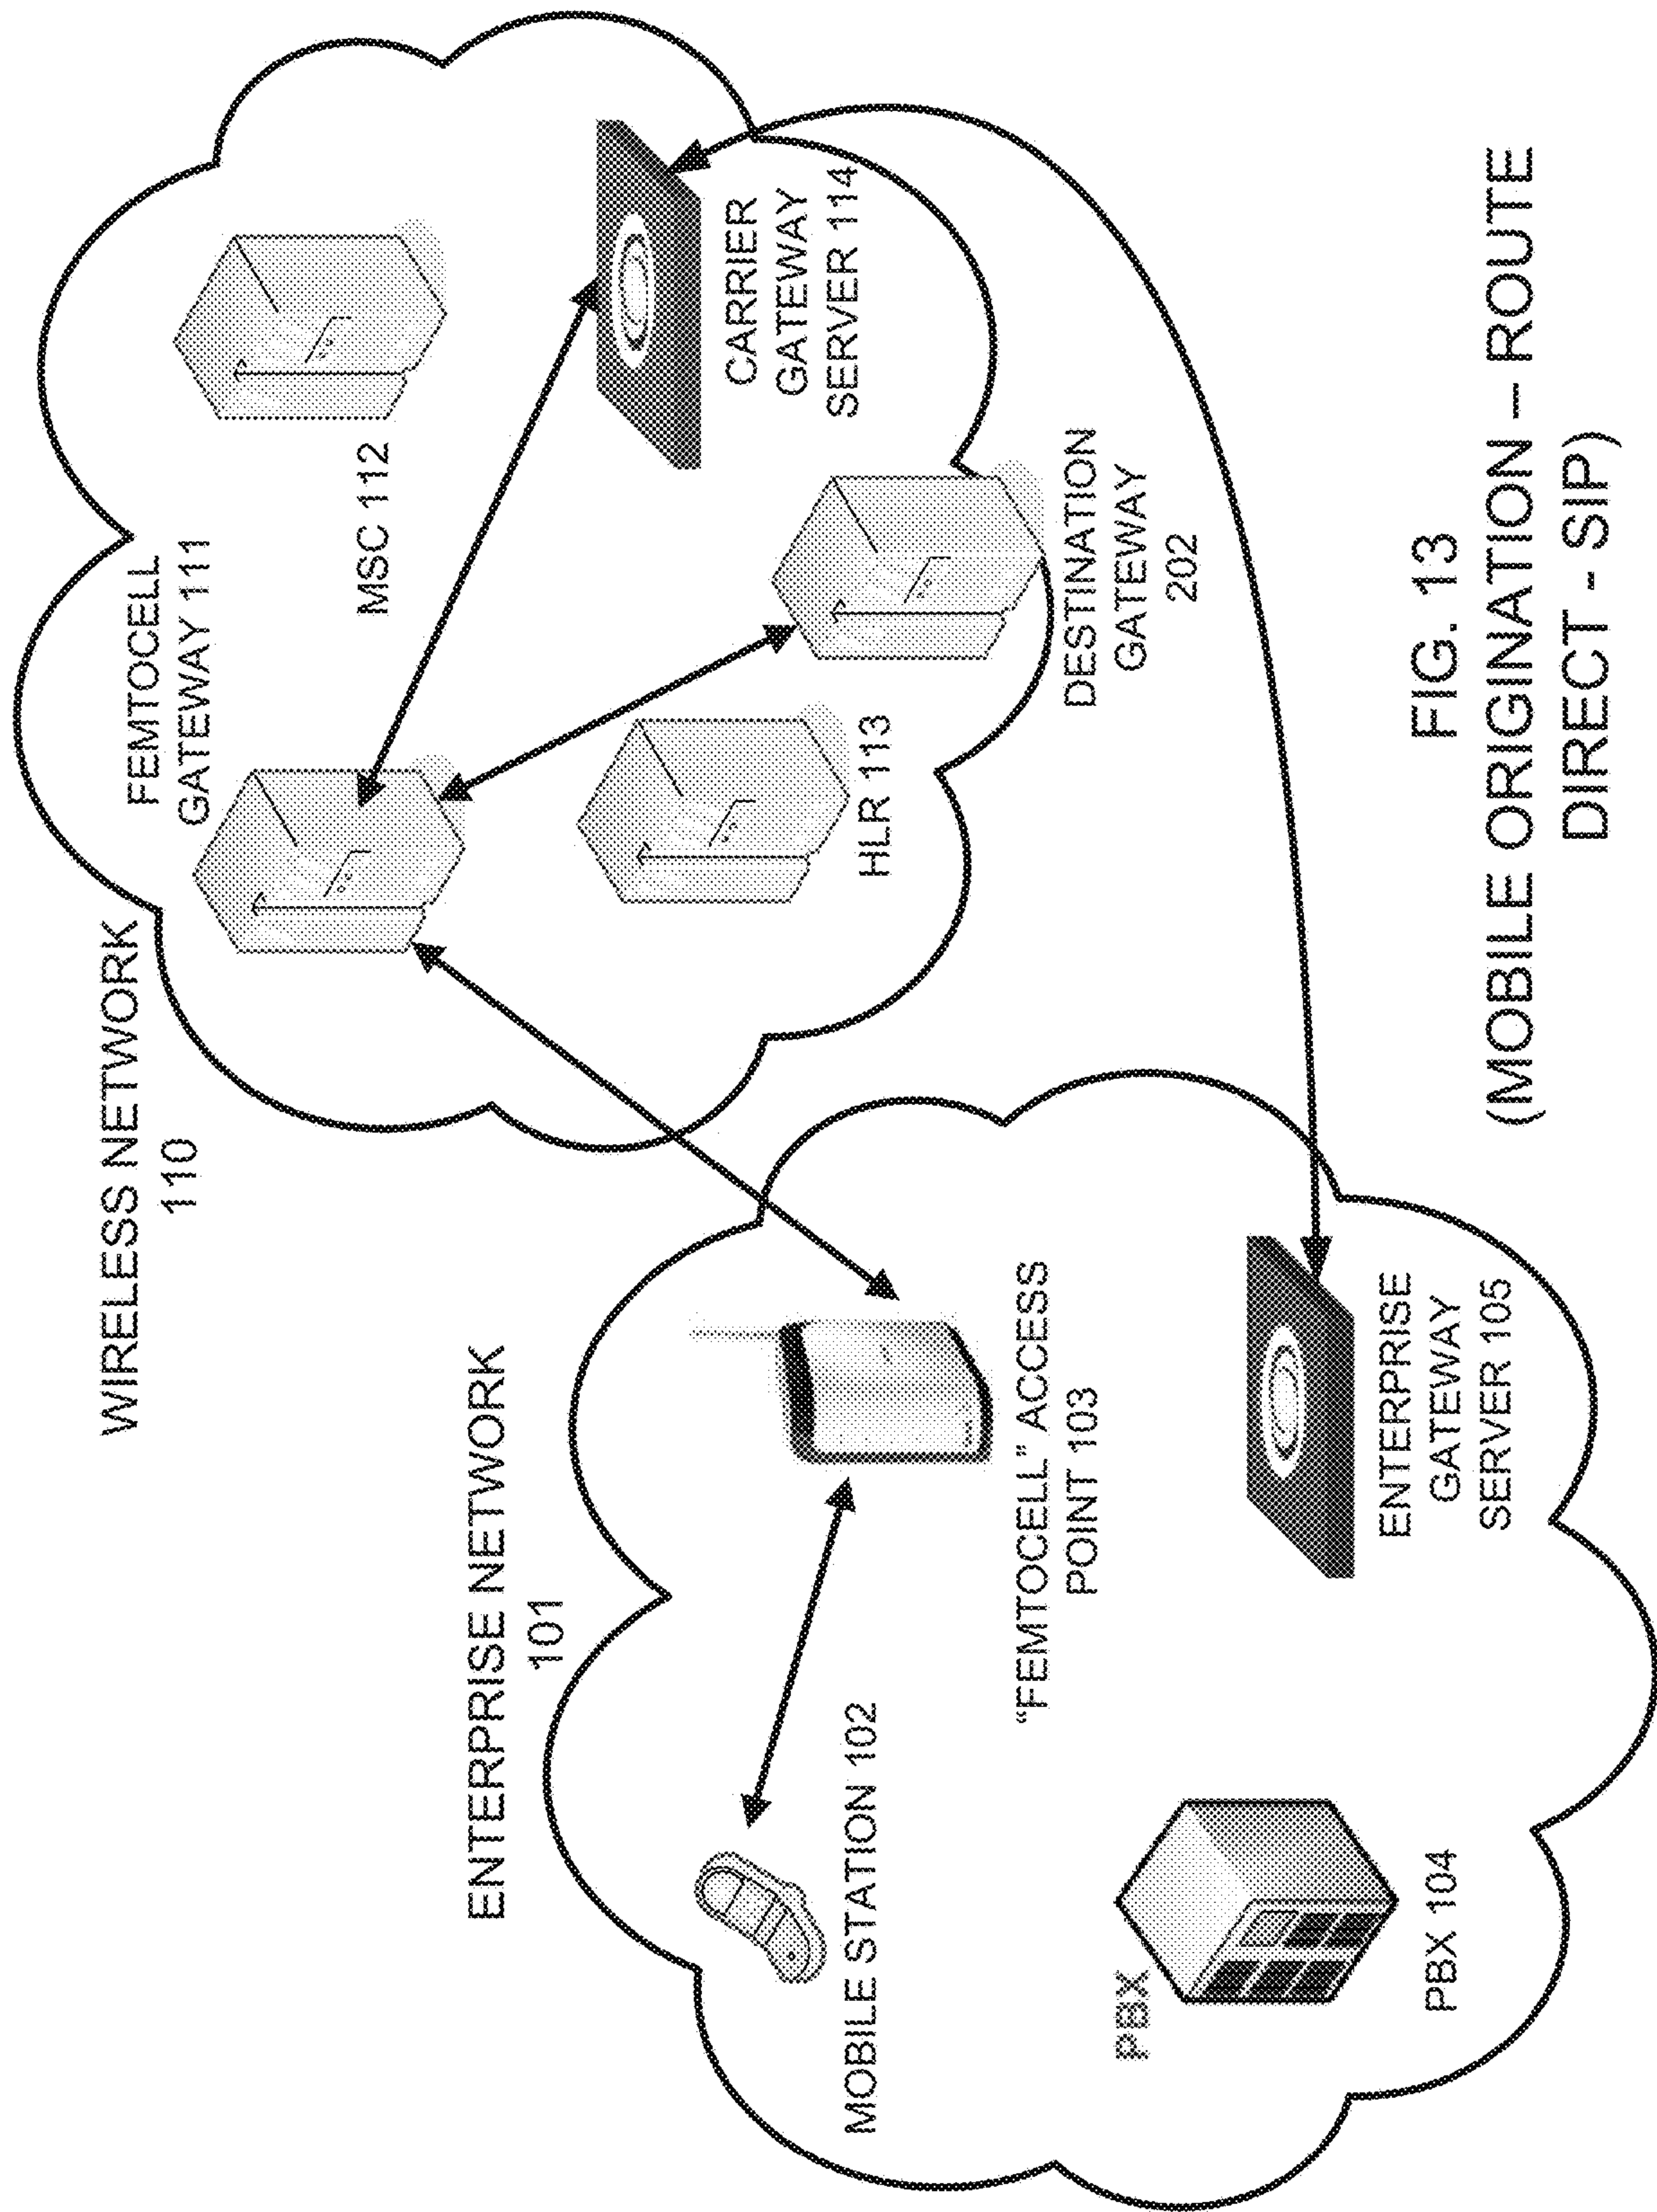 WIRELESS NETWORK
110
FEMTOCELL
GATEWAY 111
MSC 112
CARRIER
GATEWAY
SERVER 114
HLR 113
DESTINATION
GATEWAY
202
ENTERPRISE NETWORK
101
MOBILE STATION 102
"FEMTOCELL" ACCESS
POINT 103
PBX
PBX 104
ENTERPRISE
GATEWAY
SERVER 105
FIG. 13
(MOBILE ORIGINATION – ROUTE
DIRECT - SIP)